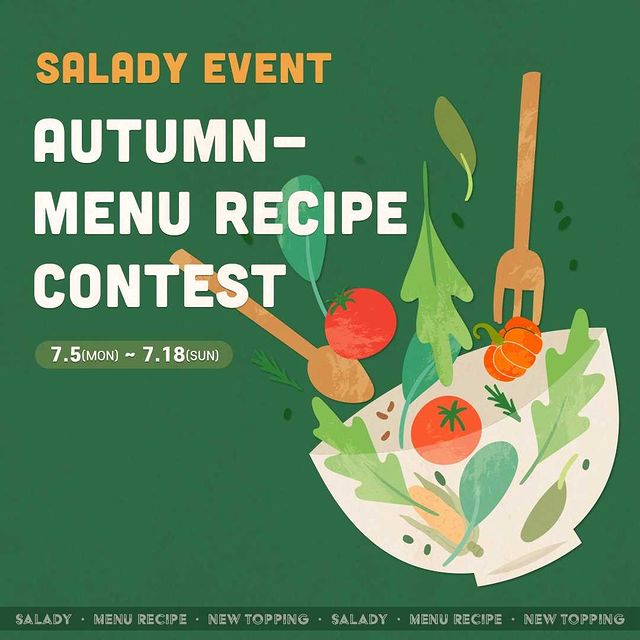 SALADY EVENT
AUTUMN-
MENU RECIPE
CONTEST
7.5(MON) ~ 7.18(SUN)
SALADY · MENU RECIPE · NEW TOPPING · SALADY · MENU RECIPE · NEW TOPPING